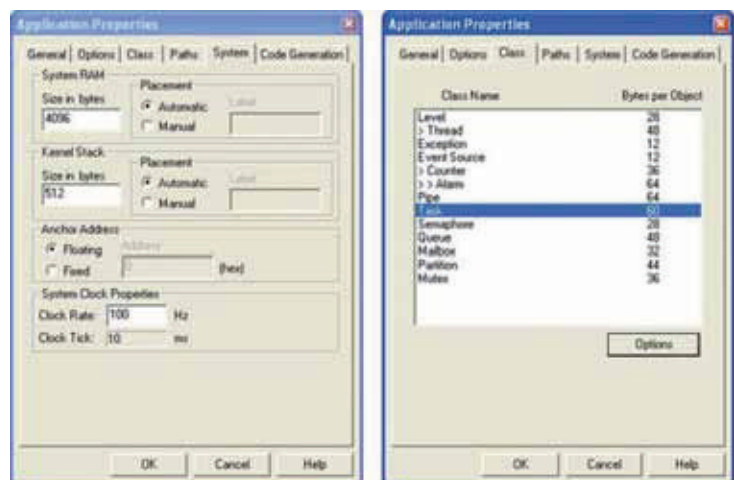 Application Properties
General Options Class Paths System Code Generation
System RAM
Size in bytes
4096
Placement
Automatic
Manual
Label
Kernel Stack
Size in bytes
512
Placement
Automatic
Manual
Label
Anchor Address
Floating
Fixed
Address
0
(hex)
System Clock Properties
Clock Rate: 100 Hz
Clock Tick: 10 ms
OK Cancel Help
Application Properties
General Options Class Paths System Code Generation
Class Name Bytes per Object
Level 28
> Thread 48
Exception 12
Event Source 12
> Counter 36
> > Alarm 64
Pipe 64
Task 60
Semaphore 28
Queue 48
Mailbox 32
Partition 44
Mutex 36
Options
OK Cancel Help